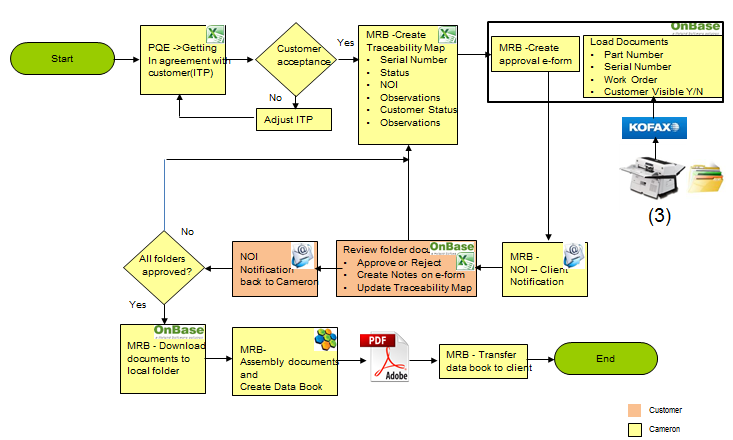 Start
PQE ->Getting
In agreement with
customer(ITP)
Customer
acceptance
Yes
No
Adjust ITP
MRB -Create
Traceability Map
• Serial Number
• Status
• NOI
• Observations
• Customer Status
• Observations
MRB -Create
approval e-form
OnBase
Load Documents
• Part Number
• Serial Number
• Work Order
• Customer Visible Y/N
KOFAX
(3)
No
All folders
approved?
Yes
NOI
Notification
back to Cameron
OnBase
Review folder docu
• Approve or Reject
• Create Notes on e-form
• Update Traceability Map
MRB -
NOI – Client
Notification
OnBase
MRB - Download
documents to
local folder
MRB-
Assembly documents
and
Create Data Book
PDF
Adobe
MRB - Transfer
data book to client
End
Customer
Cameron